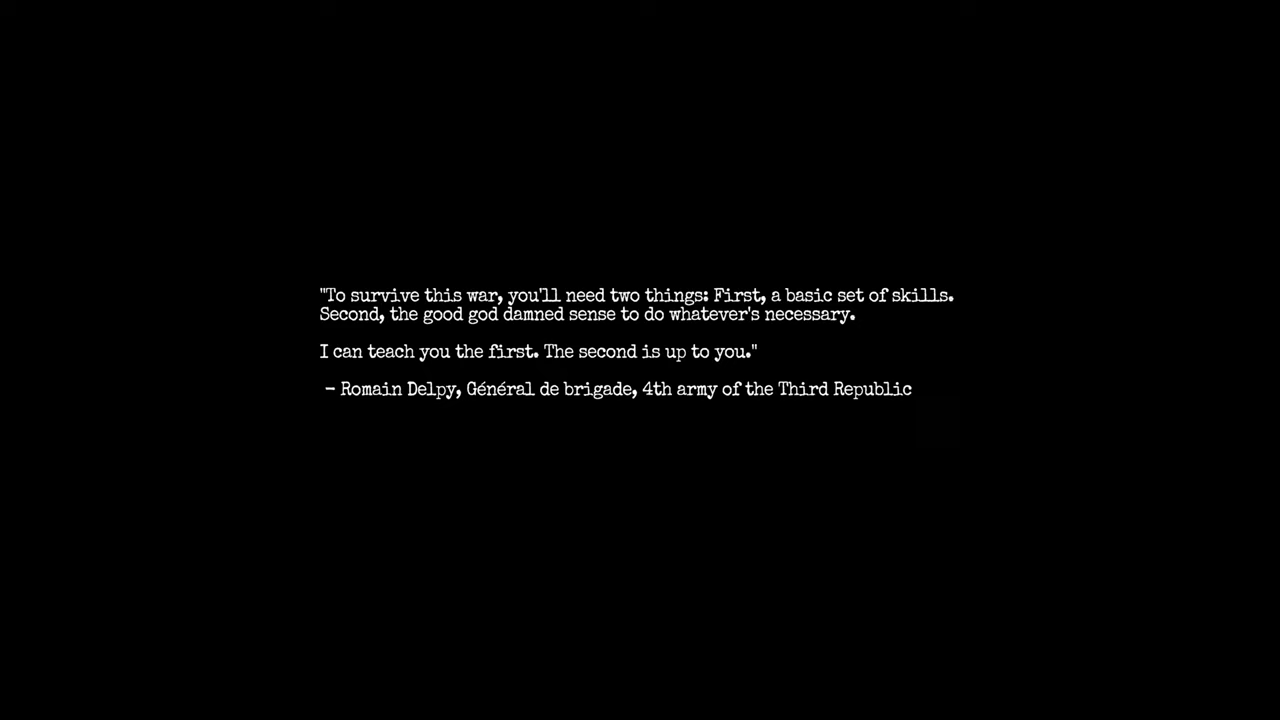 "To survive this war, you'll need two things: First, a basic set of skills.
Second, the good god damned sense to do whatever's necessary.
I can teach you the first. The second is up to you."
– Romain Delpy, Général de brigade, 4th army of the Third Republic